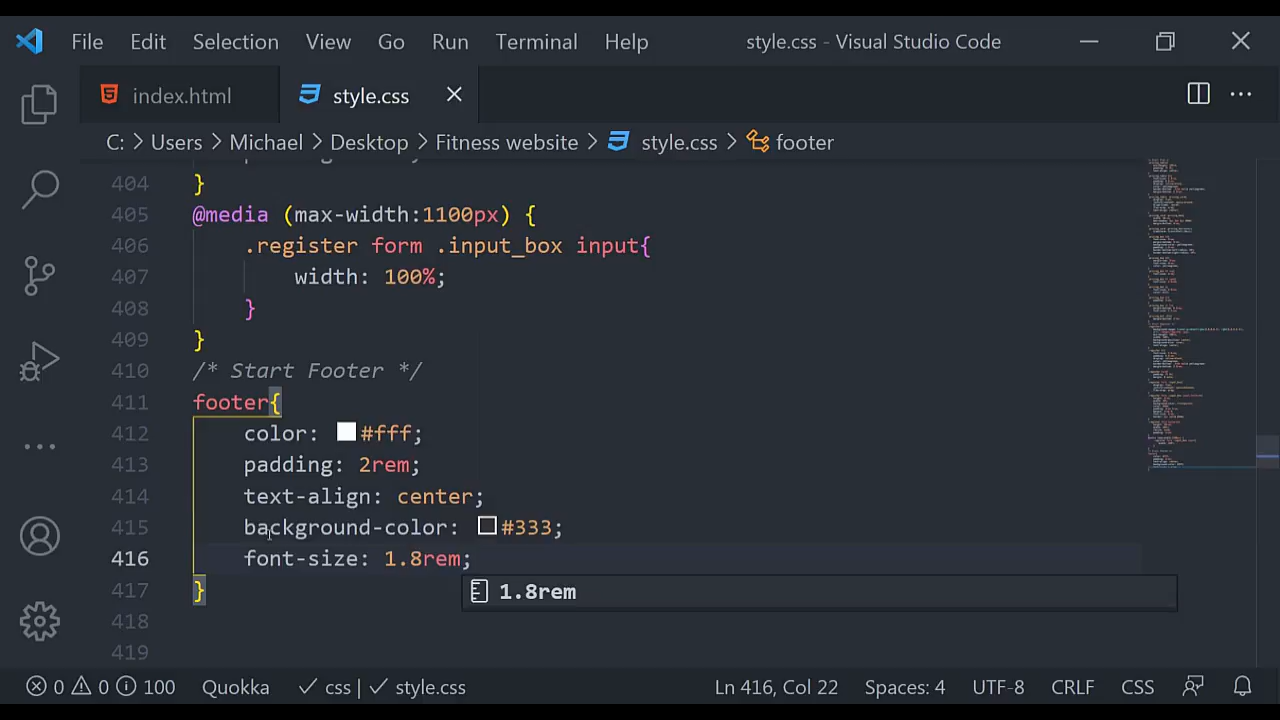 File Edit Selection View Go Run Terminal Help style.css - Visual Studio Code
index.html style.css
C: > Users > Michael > Desktop > Fitness website > style.css > footer
404 }
405 @media (max-width:1100px) {
406 .register form .input_box input{
407 width: 100%;
408 }
409 }
410 /* Start Footer */
411 footer{
412 color: #fff;
413 padding: 2rem;
414 text-align: center;
415 background-color: #333;
416 font-size: 1.8rem;
417 }
1.8rem
418
419
0 0 100 Quokka css | style.css Ln 416, Col 22 Spaces: 4 UTF-8 CRLF CSS